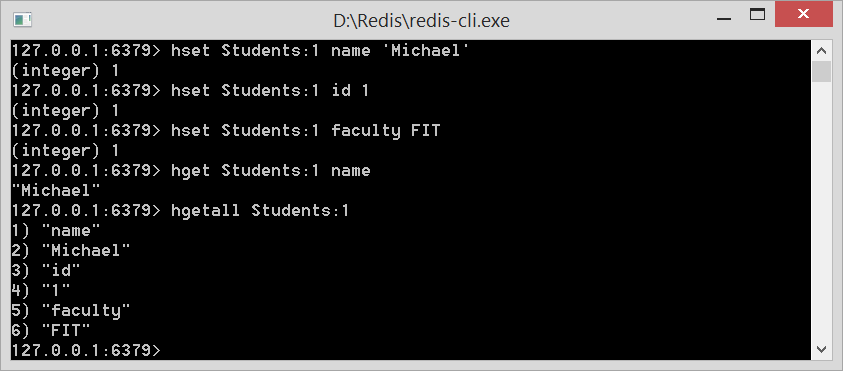 D:\Redis\redis-cli.exe
127.0.0.1:6379> hset Students:1 name 'Michael'
(integer) 1
127.0.0.1:6379> hset Students:1 id 1
(integer) 1
127.0.0.1:6379> hset Students:1 faculty FIT
(integer) 1
127.0.0.1:6379> hget Students:1 name
"Michael"
127.0.0.1:6379> hgetall Students:1
1) "name"
2) "Michael"
3) "id"
4) "1"
5) "faculty"
6) "FIT"
127.0.0.1:6379>